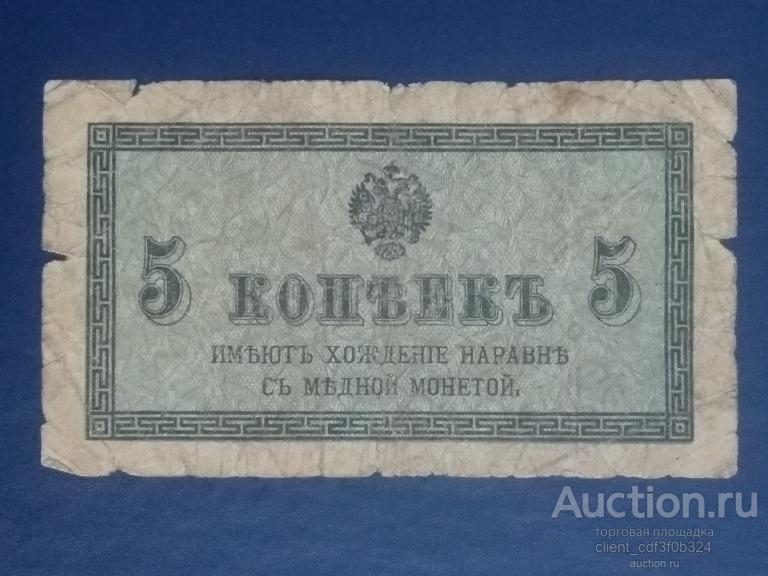 5 КОПѢЕКЪ 5
ИМѢЮТЪ ХОЖДЕНІЕ НАРАВНѢ
СЪ МѢДНОЙ МОНЕТОЙ.
Auction.ru
торговая площадка
client_cdf3f0b324
auction.ru